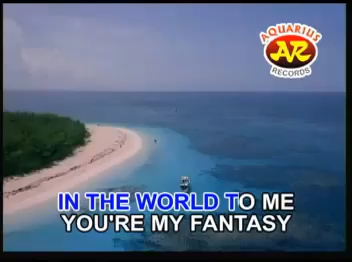 AQUARIUS
AR
RECORDS
IN THE WORLD TO ME
YOU'RE MY FANTASY